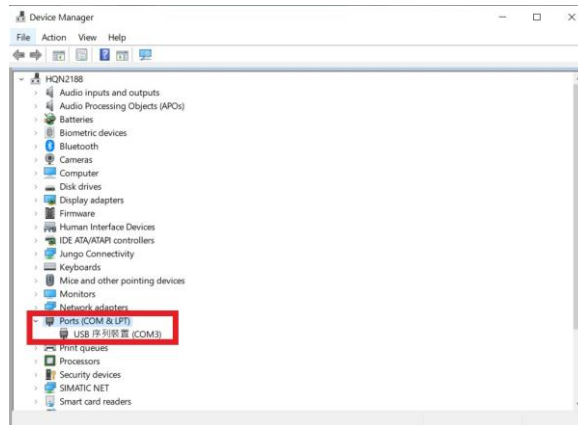 Device Manager
File Action View Help
HQN2188
Audio inputs and outputs
Audio Processing Objects (APOs)
Batteries
Biometric devices
Bluetooth
Cameras
Computer
Disk drives
Display adapters
Firmware
Human Interface Devices
IDE ATA/ATAPI controllers
Jungo Connectivity
Keyboards
Mice and other pointing devices
Monitors
Network adapters
Ports (COM & LPT)
USB 序列裝置 (COM3)
Print queues
Processors
Security devices
SIMATIC NET
Smart card readers